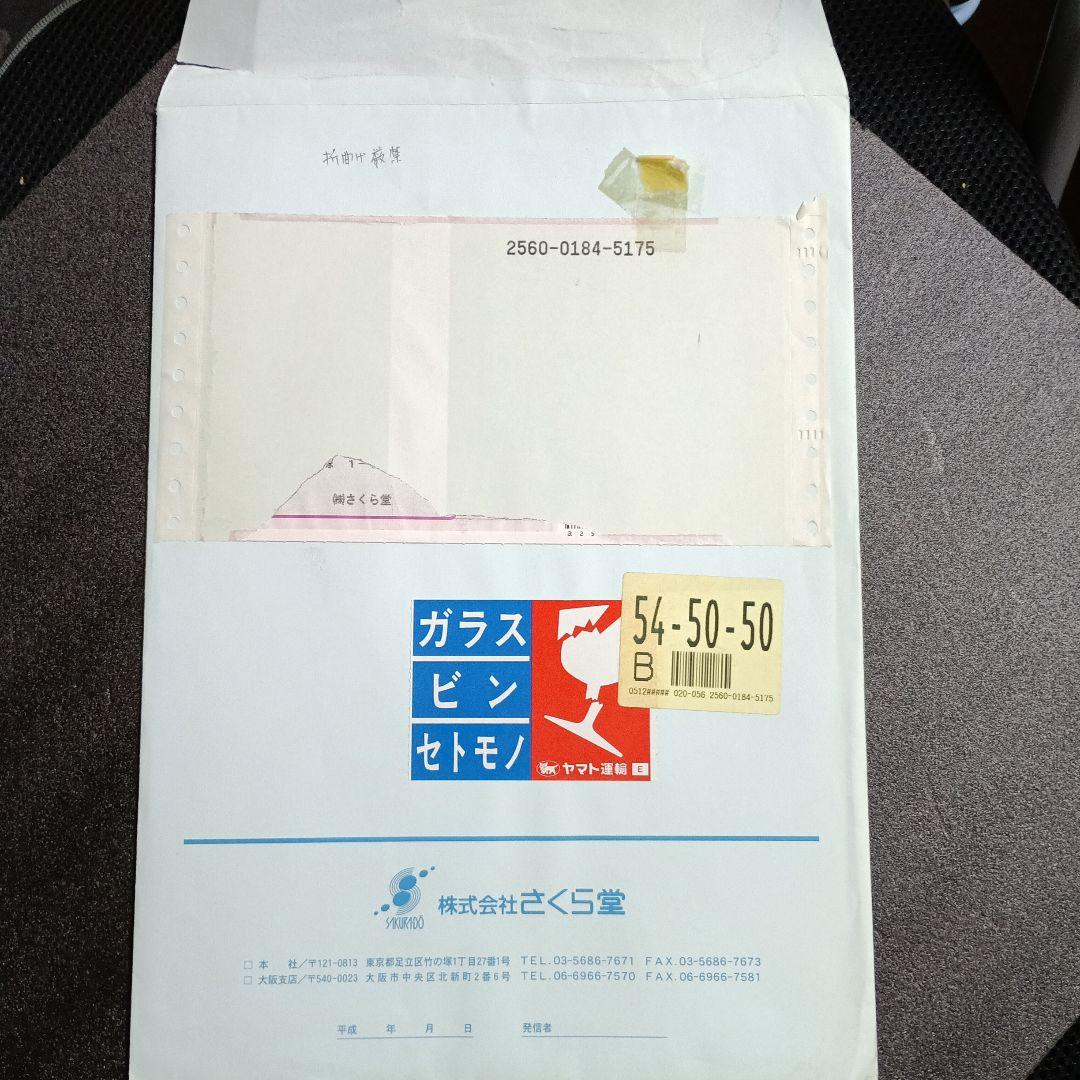 折曲げ厳禁
2560-0184-5175
1
㈱さくら堂
ガラス
ビン
セトモノ
ヤマト運輸 E
54-50-50
B
0512##### 020-056 2560-0184-5175
SAKURADO
株式会社さくら堂
□ 本 社/〒121-0813 東京都足立区竹の塚1丁目27番1号 TEL.03-5686-7671 FAX.03-5686-7673
□ 大阪支店/〒540-0023 大阪市中央区北新町2番6号 TEL.06-6966-7570 FAX.06-6966-7581
平成 年 月 日 発信者